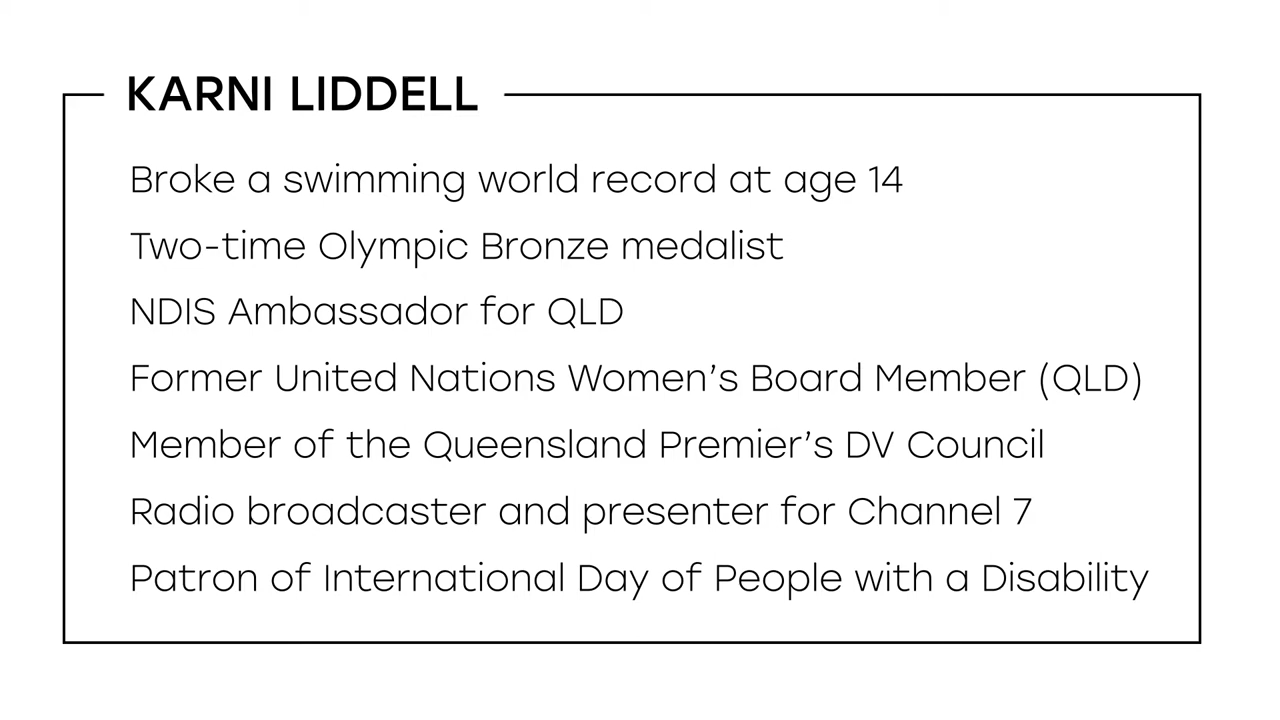 KARNI LIDDELL
Broke a swimming world record at age 14
Two-time Olympic Bronze medalist
NDIS Ambassador for QLD
Former United Nations Women’s Board Member (QLD)
Member of the Queensland Premier’s DV Council
Radio broadcaster and presenter for Channel 7
Patron of International Day of People with a Disability